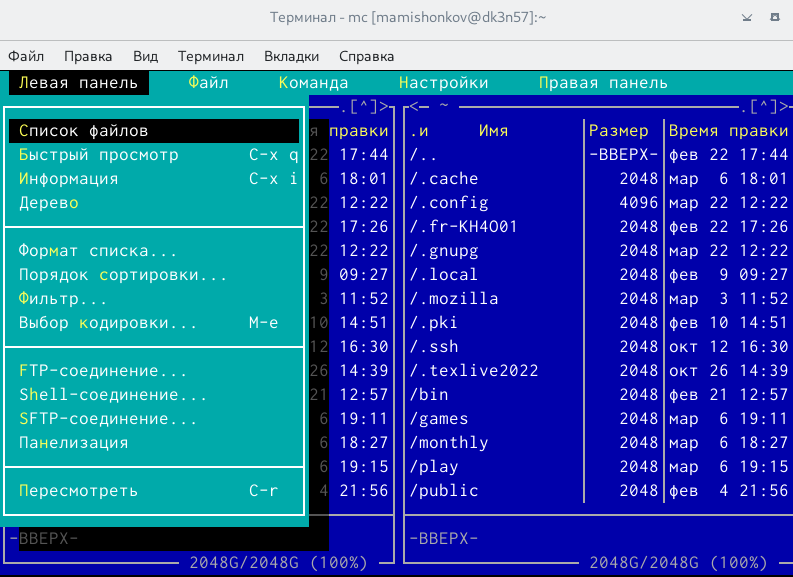 Терминал - mc [mamishonkov@dk3n57]:~
Файл Правка Вид Терминал Вкладки Справка
Левая панель Файл Команда Настройки Правая панель
.[^]> <— ~ .[^]>
Список файлов я правки .и Имя Размер Время правки
Быстрый просмотр C-x q 22 17:44 /.. -ВВЕРХ- фев 22 17:44
Информация C-x i 6 18:01 /.cache 2048 мар 6 18:01
Дерево 22 12:22 /.config 4096 мар 22 12:22
22 17:26 /.fr-KH4O01 2048 фев 22 17:26
Формат списка... 22 12:22 /.gnupg 2048 мар 22 12:22
Порядок сортировки... 9 09:27 /.local 2048 фев 9 09:27
Фильтр... 3 11:52 /.mozilla 2048 мар 3 11:52
Выбор кодировки... M-e 10 14:51 /.pki 2048 фев 10 14:51
12 16:30 /.ssh 2048 окт 12 16:30
FTP-соединение... 26 14:39 /.texlive2022 2048 окт 26 14:39
Shell-соединение... 21 12:57 /bin 2048 фев 21 12:57
SFTP-соединение... 6 19:11 /games 2048 мар 6 19:11
Панелизация 6 18:27 /monthly 2048 мар 6 18:27
6 19:15 /play 2048 мар 6 19:15
Пересмотреть C-r 4 21:56 /public 2048 фев 4 21:56
-ВВЕРХ- -ВВЕРХ-
2048G/2048G (100%) 2048G/2048G (100%)